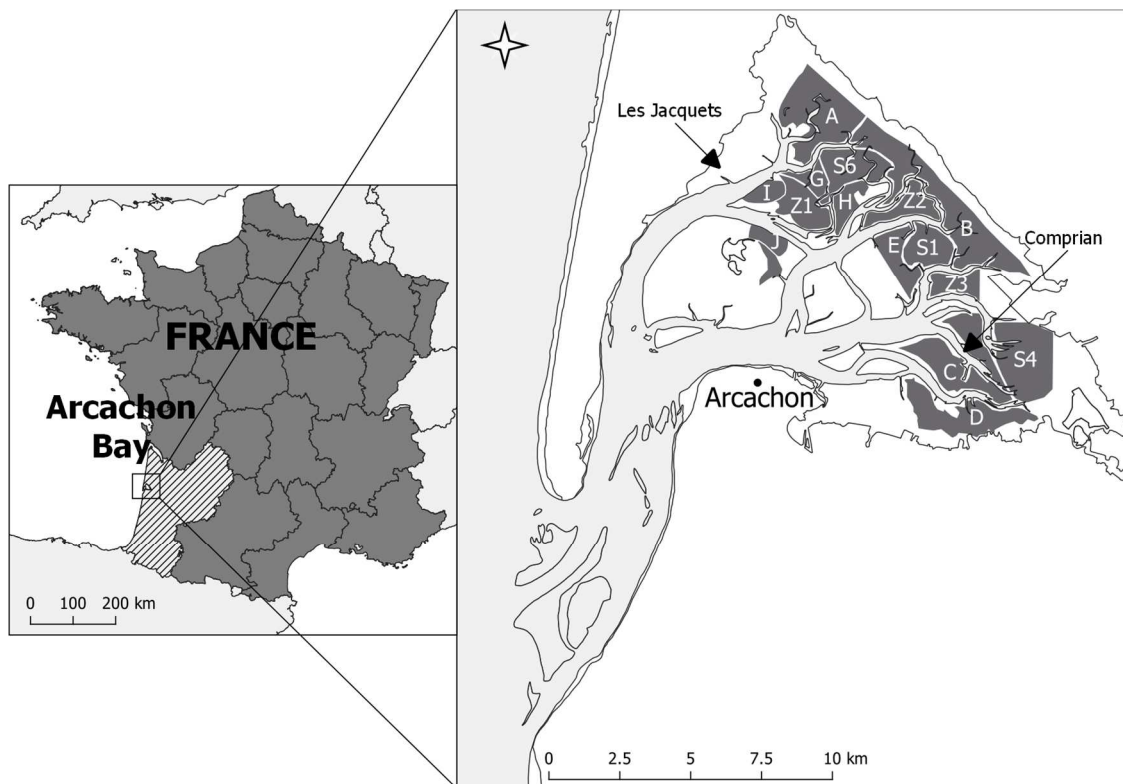 FRANCE
Arcachon
Bay
0 100 200 km
Les Jacquets
A
S6
G
I
Z1
H
Z2
J
E
S1
B
Comprian
Z3
S4
C
Arcachon
D
0 2.5 5 7.5 10 km